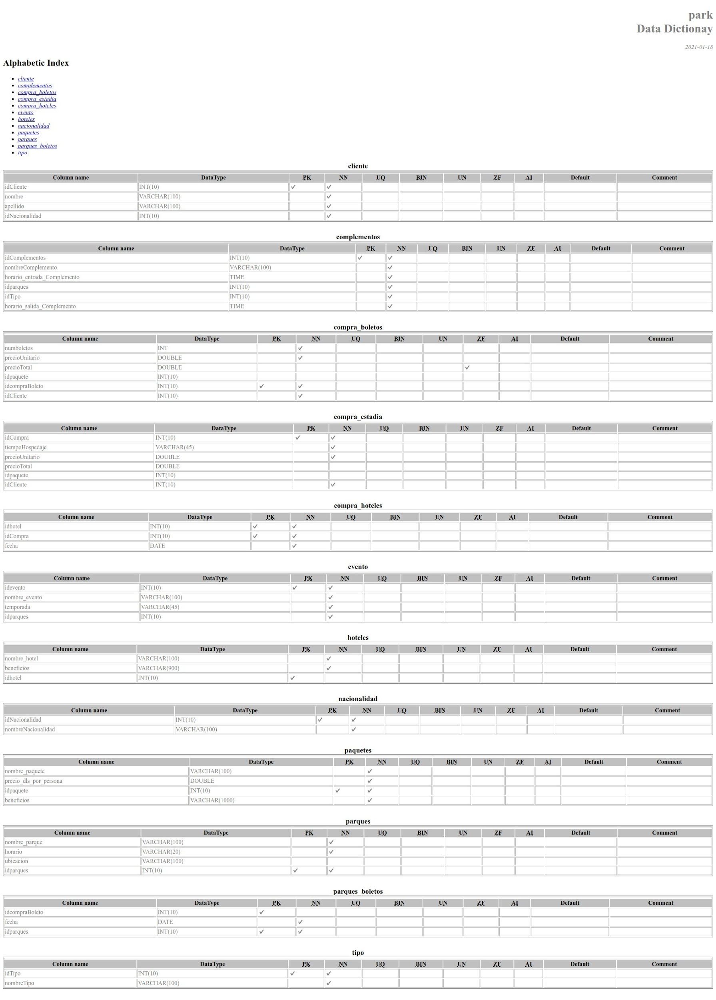 park
Data Dictionay
2021-01-18
Alphabetic Index
cliente
complementos
compra_boletos
compra_estadia
compra_hoteles
evento
hoteles
nacionalidad
paquetes
parques
parques_boletos
tipo
cliente
Column name DataType PK NN UQ BIN UN ZF AI Default Comment
idCliente INT(10) ✓ ✓
nombre VARCHAR(100) ✓
apellido VARCHAR(100) ✓
idNacionalidad INT(10) ✓
complementos
Column name DataType PK NN UQ BIN UN ZF AI Default Comment
idComplementos INT(10) ✓ ✓
nombreComplemento VARCHAR(100) ✓
horario_entrada_Complemento TIME ✓
idparques INT(10) ✓
idTipo INT(10) ✓
horario_salida_Complemento TIME ✓
compra_boletos
Column name DataType PK NN UQ BIN UN ZF AI Default Comment
numboletos INT ✓
precioUnitario DOUBLE ✓
precioTotal DOUBLE ✓
idpaquete INT(10)
idcompraBoleto INT(10) ✓ ✓
idCliente INT(10) ✓
compra_estadia
Column name DataType PK NN UQ BIN UN ZF AI Default Comment
idCompra INT(10) ✓ ✓
tiempoHospedaje VARCHAR(45) ✓
precioUnitario DOUBLE ✓
precioTotal DOUBLE
idpaquete INT(10)
idCliente INT(10) ✓
compra_hoteles
Column name DataType PK NN UQ BIN UN ZF AI Default Comment
idhotel INT(10) ✓ ✓
idCompra INT(10) ✓ ✓
fecha DATE ✓
evento
Column name DataType PK NN UQ BIN UN ZF AI Default Comment
idevento INT(10) ✓ ✓
nombre_evento VARCHAR(100) ✓
temporada VARCHAR(45) ✓
idparques INT(10) ✓
hoteles
Column name DataType PK NN UQ BIN UN ZF AI Default Comment
nombre_hotel VARCHAR(100) ✓
beneficios VARCHAR(900) ✓
idhotel INT(10) ✓
nacionalidad
Column name DataType PK NN UQ BIN UN ZF AI Default Comment
idNacionalidad INT(10) ✓ ✓
nombreNacionalidad VARCHAR(100) ✓
paquetes
Column name DataType PK NN UQ BIN UN ZF AI Default Comment
nombre_paquete VARCHAR(100) ✓
precio_dls_por_persona DOUBLE ✓
idpaquete INT(10) ✓ ✓
beneficios VARCHAR(1000) ✓
parques
Column name DataType PK NN UQ BIN UN ZF AI Default Comment
nombre_parque VARCHAR(100) ✓
horario VARCHAR(20) ✓
ubicacion VARCHAR(100)
idparques INT(10) ✓ ✓
parques_boletos
Column name DataType PK NN UQ BIN UN ZF AI Default Comment
idcompraBoleto INT(10) ✓
fecha DATE ✓
idparques INT(10) ✓ ✓
tipo
Column name DataType PK NN UQ BIN UN ZF AI Default Comment
idTipo INT(10) ✓ ✓
nombreTipo VARCHAR(100) ✓